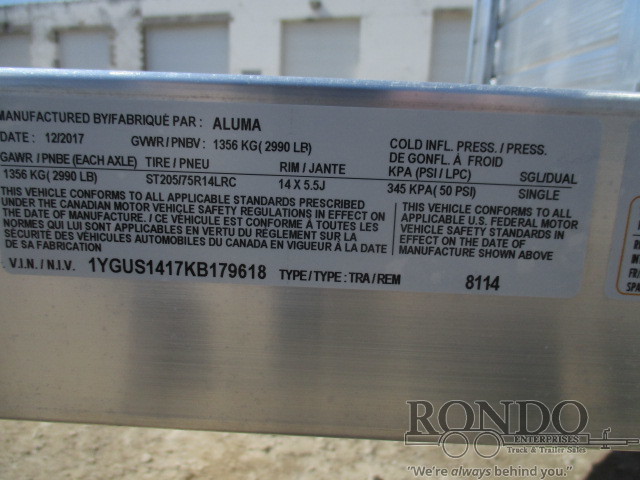 MANUFACTURED BY/FABRIQUÉ PAR : ALUMA
DATE : 12/2017 GVWR / PNBV : 1356 KG( 2990 LB)
GAWR / PNBE (EACH AXLE) TIRE / PNEU RIM / JANTE
1356 KG( 2990 LB) ST205/75R14LRC 14 X 5.5J
COLD INFL. PRESS. / PRESS.
DE GONFL. À FROID
KPA (PSI / LPC) SGL/DUAL
345 KPA( 50 PSI) SINGLE
THIS VEHICLE CONFORMS TO ALL APPLICABLE STANDARDS PRESCRIBED
UNDER THE CANADIAN MOTOR VEHICLE SAFETY REGULATIONS IN EFFECT ON
THE DATE OF MANUFACTURE. / CE VÉHICULE EST CONFORME À TOUTES LES
NORMES QUI LUI SONT APPLICABLES EN VERTU DU RÈGLEMENT SUR LA
SÉCURITÉ DES VÉHICULES AUTOMOBILES DU CANADA EN VIGUEUR À LA DATE
DE SA FABRICATION
THIS VEHICLE CONFORMS TO ALL
APPLICABLE U.S. FEDERAL MOTOR
VEHICLE SAFETY STANDARDS IN
EFFECT ON THE DATE OF
MANUFACTURE SHOWN ABOVE
V.I.N. / N.I.V. 1YGUS1417KB179618 TYPE / TYPE : TRA / REM 8114
RONDO
ENTERPRISES
Truck & Trailer Sales
"We're always behind you."